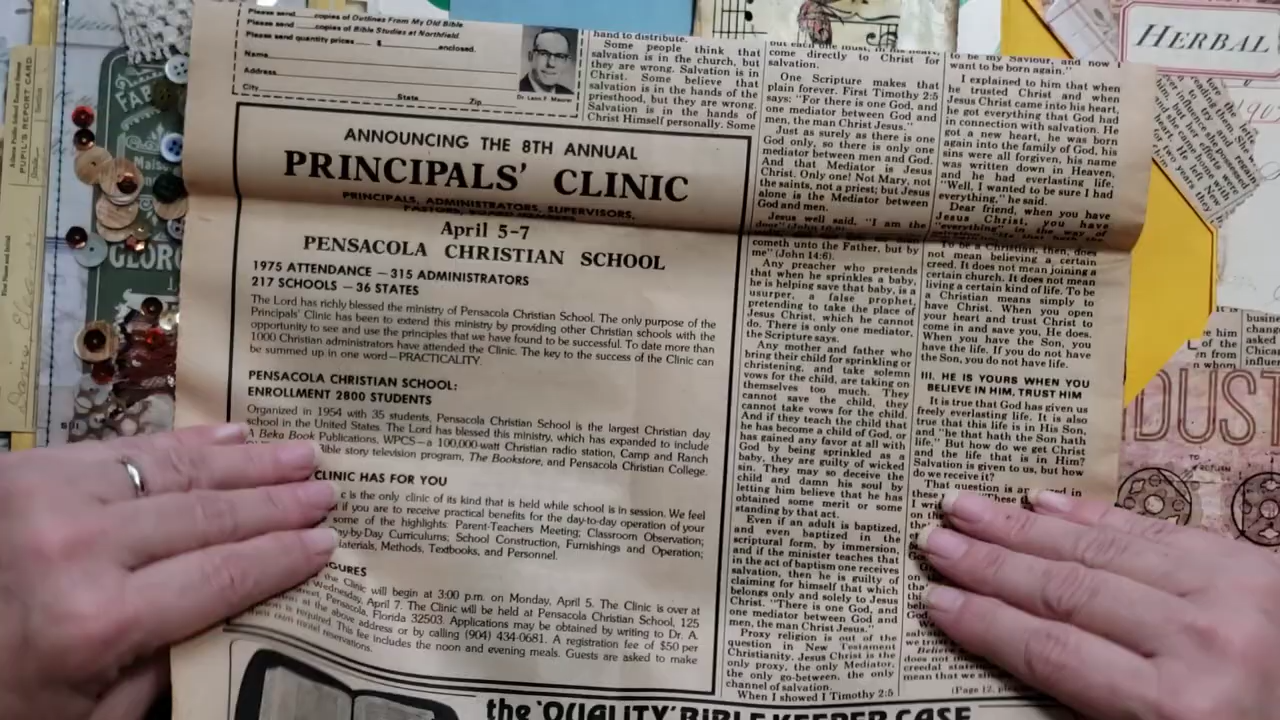 Please send ____ copies of Outlines From My Old Bible
Please send ____ copies of Bible Studies at Northfield
Please send quantity prices — $ ____ enclosed.
Name
Address
City State Zip
ANNOUNCING THE 8TH ANNUAL
PRINCIPALS' CLINIC
PRINCIPALS, ADMINISTRATORS, SUPERVISORS,
April 5-7
PENSACOLA CHRISTIAN SCHOOL
1975 ATTENDANCE — 315 ADMINISTRATORS
217 SCHOOLS — 36 STATES
The Lord has richly blessed the ministry of Pensacola Christian School. The only purpose of the
Principals' Clinic has been to extend this ministry by providing other Christian schools with the
opportunity to see and use the principles that we have found to be successful. To date more than
1000 Christian administrators have attended the Clinic. The key to the success of the Clinic can
be summed up in one word—PRACTICALITY.
PENSACOLA CHRISTIAN SCHOOL:
ENROLLMENT 2800 STUDENTS
Organized in 1954 with 35 students, Pensacola Christian School is the largest Christian day
school in the United States. The Lord has blessed this ministry, which has expanded to include
A Beka Book Publications, WPCS—a 100,000-watt Christian radio station, Camp and Ranch
ible story television program, The Bookstore, and Pensacola Christian College.
CLINIC HAS FOR YOU
c is the only clinic of its kind that is held while school is in session. We feel
if you are to receive practical benefits for the day-to-day operation of your
some of the highlights: Parent-Teachers Meeting; Classroom Observation;
ay-by-Day Curriculums; School Construction, Furnishings and Operation;
aterials, Methods, Textbooks, and Personnel.
GURES
the Clinic will begin at 3:00 p.m. on Monday, April 5. The Clinic is over at
Wednesday, April 7. The Clinic will be held at Pensacola Christian School, 125
Pensacola, Florida 32503. Applications may be obtained by writing to Dr. A.
at the above address or by calling (904) 434-0681. A registration fee of $50 per
is required. This fee includes the noon and evening meals. Guests are asked to make
own motel reservations.
the 'QUALITY' BIBLE KEEPER CASE
hand to distribute.
Some people think that
salvation is in the church, but
they are wrong. Salvation is in
Christ. Some believe that
salvation is in the hands of the
priesthood, but they are wrong.
Salvation is in the hands of
Christ Himself personally. Some
but each one must, in his heart,
come directly to Christ for
salvation.
One Scripture makes that
plain forever. First Timothy 2:5
says: "For there is one God, and
one mediator between God and
men, the man Christ Jesus."
Just as surely as there is one
God only, so there is only one
mediator between men and God.
And that Mediator is Jesus
Christ. Only one! Not Mary, not
the saints, not a priest; but Jesus
alone is the Mediator between
God and men.
Jesus well said, "I am the
door" (John 10:9)
cometh unto the Father, but by
me" (John 14:6).
Any preacher who pretends
that when he sprinkles a baby,
he is helping save that baby, is a
usurper, a false prophet,
pretending to take the place of
Jesus Christ, which he cannot
do. There is only one mediator,
the Scripture says.
Any mother and father who
bring their child for sprinkling or
christening, and take solemn
vows for the child, are taking on
themselves too much. They
cannot save the child, they
cannot take vows for the child.
And if they teach the child that
he has become a child of God, or
has gained any favor at all with
God by being sprinkled as a
baby, they are guilty of wicked
sin. They may so deceive the
child and damn his soul by
letting him believe that he has
obtained some merit or some
standing by that act.
Even if an adult is baptized,
and even baptized in the
scriptural form, by immersion,
and if the minister teaches that
in the act of baptism one receives
salvation, then he is guilty of
claiming for himself that which
belongs only and solely to Jesus
Christ. "There is one God, and
one mediator between God and
men, the man Christ Jesus."
Proxy religion is out of the
question in New Testament
Christianity. Jesus Christ is the
only proxy, the only Mediator,
the only go-between, the only
channel of salvation.
When I showed I Timothy 2:5
to be my Saviour, and now
want to be born again."
I explained to him that when
he trusted Christ and when
Jesus Christ came into his heart,
he got everything that God had
in connection with salvation. He
got a new heart, he was born
again into the family of God, his
sins were all forgiven, his name
was written down in Heaven,
and he had everlasting life.
"Well, I wanted to be sure I had
everything," he said.
Dear friend, when you have
Jesus Christ, you have
"everything" in the way of
To be a Christian, then, does
not mean believing a certain
creed. It does not mean joining a
certain church. It does not mean
living a certain kind of life. To be
a Christian means simply to
have Christ. When you open
your heart and trust Christ to
come in and save you, He does.
When you have the Son, you
have the life. If you do not have
the Son, you do not have life.
III. HE IS YOURS WHEN YOU
BELIEVE IN HIM, TRUST HIM
It is true that God has given us
freely everlasting life. It is also
true that this life is in His Son,
and "he that hath the Son hath
life." But how do we get Christ
and the life that is in Him?
Salvation is given to us, but how
do we receive it?
That question is
HERBAL
DUST
PUPIL'S REPORT CARD